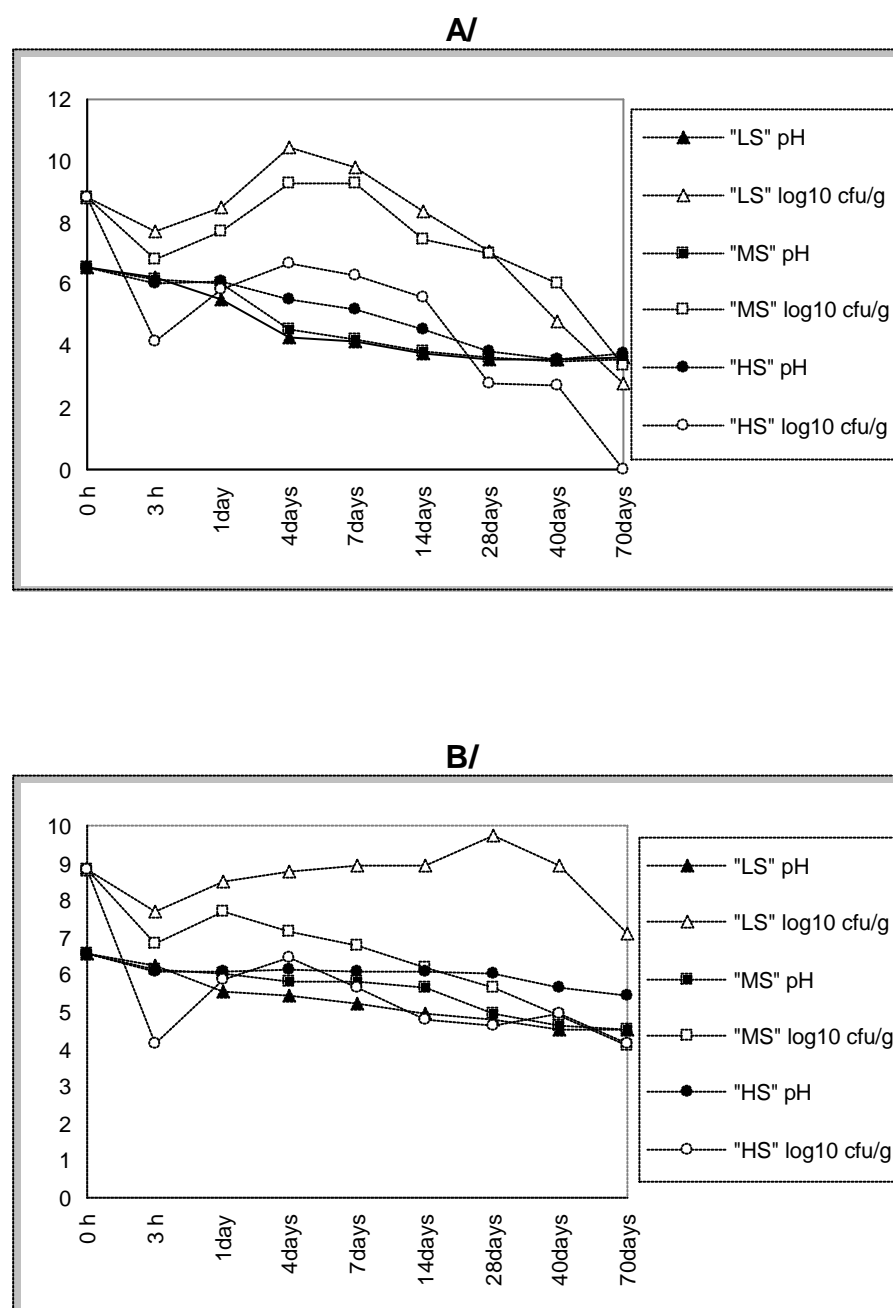 A/
12
10
8
6
4
2
0
0 h
3 h
1day
4days
7days
14days
28days
40days
70days
"LS" pH
"LS" log10 cfu/g
"MS" pH
"MS" log10 cfu/g
"HS" pH
"HS" log10 cfu/g
B/
10
9
8
7
6
5
4
3
2
1
0
0 h
3 h
1day
4days
7days
14days
28days
40days
70days
"LS" pH
"LS" log10 cfu/g
"MS" pH
"MS" log10 cfu/g
"HS" pH
"HS" log10 cfu/g